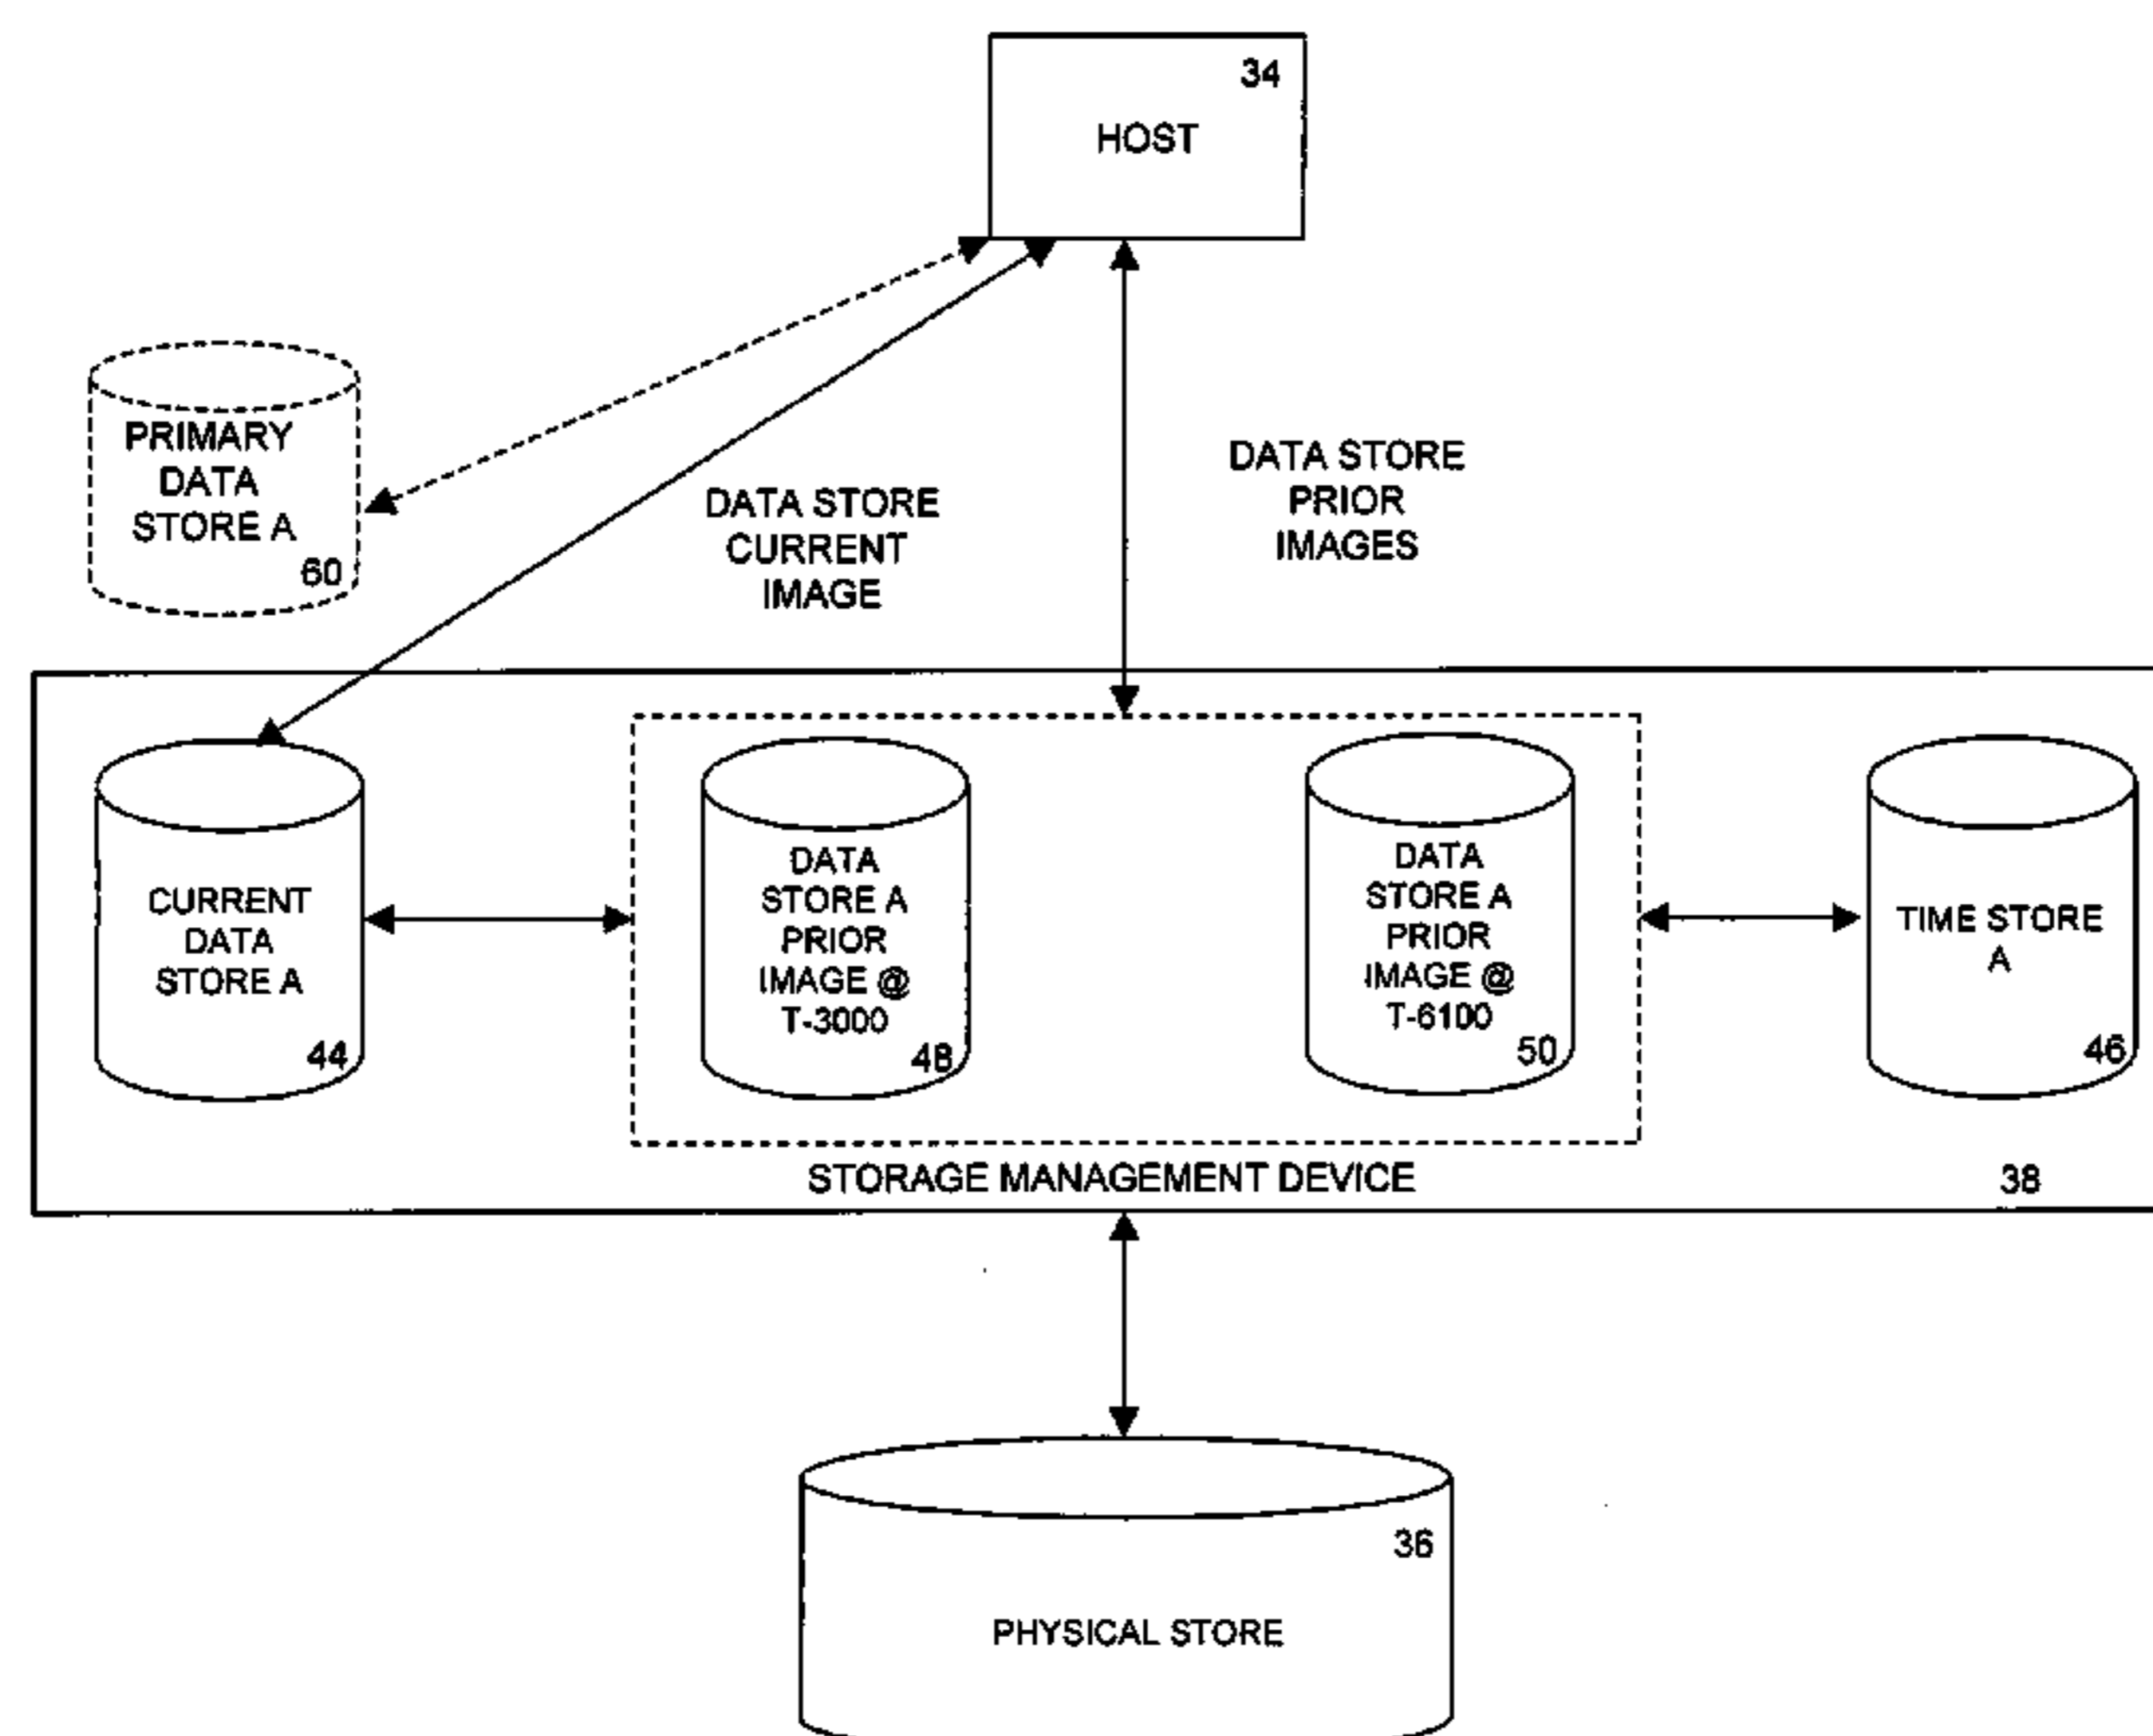 34
HOST
PRIMARY
DATA
STORE A
60
DATA STORE
CURRENT
IMAGE
DATA STORE
PRIOR
IMAGES
CURRENT
DATA
STORE A
44
DATA
STORE A
PRIOR
IMAGE @
T-3000
48
DATA
STORE A
PRIOR
IMAGE @
T-6100
50
TIME STORE
A
46
STORAGE MANAGEMENT DEVICE
38
36
PHYSICAL STORE